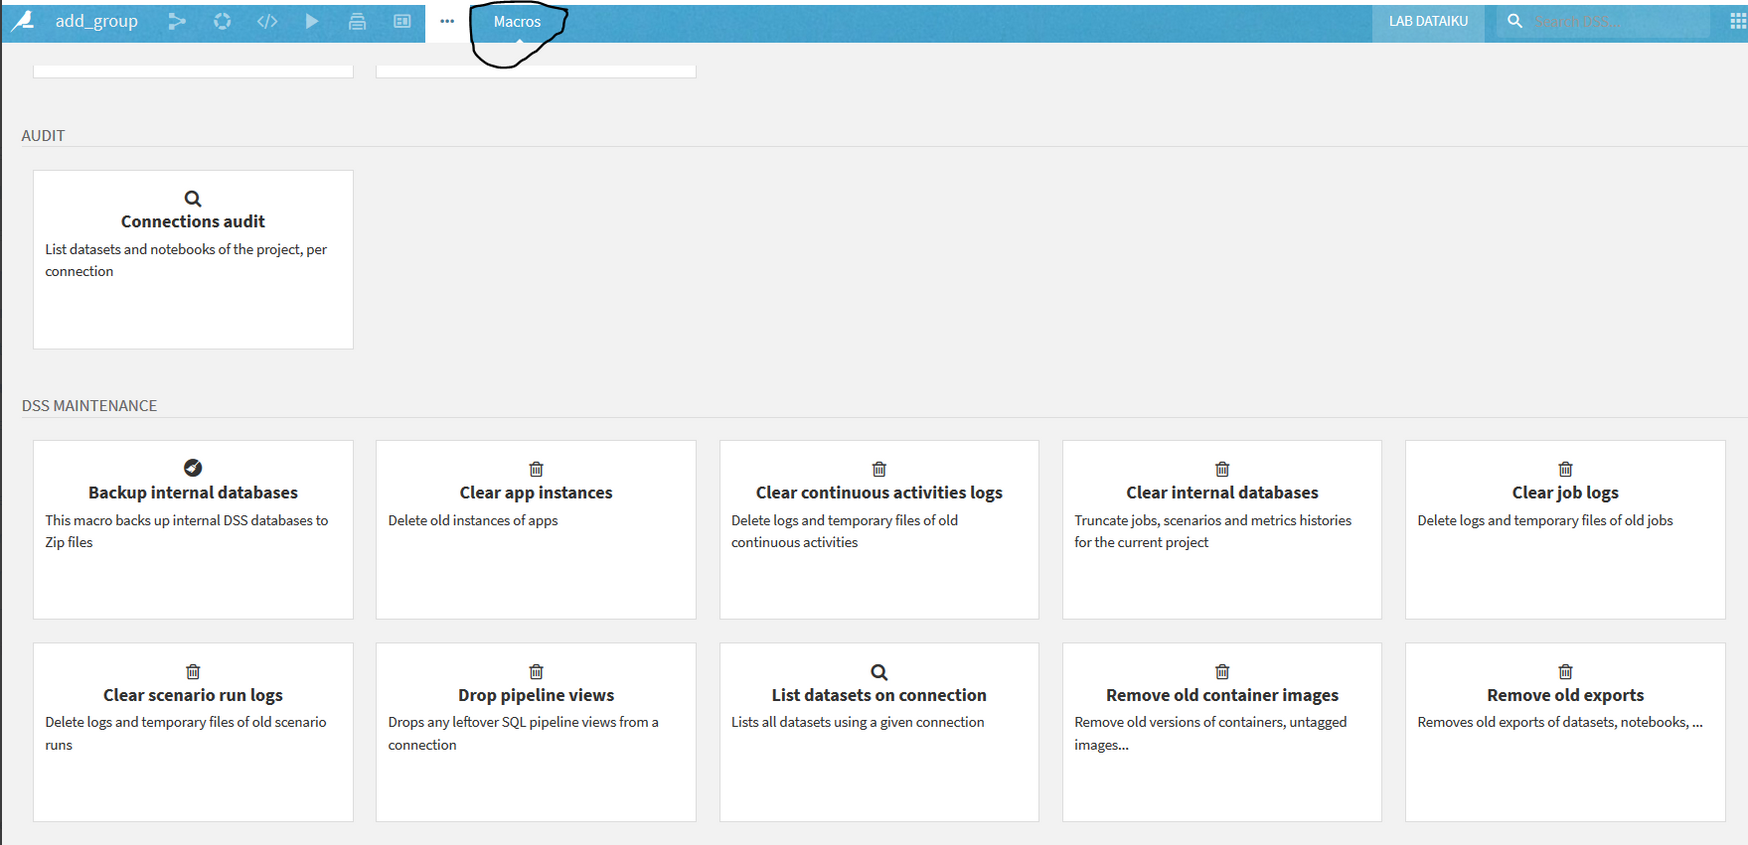 add_group
Macros
LAB DATAIKU
Search DSS...
AUDIT
Connections audit
List datasets and notebooks of the project, per
connection
DSS MAINTENANCE
Backup internal databases
This macro backs up internal DSS databases to
Zip files
Clear app instances
Delete old instances of apps
Clear continuous activities logs
Delete logs and temporary files of old
continuous activities
Clear internal databases
Truncate jobs, scenarios and metrics histories
for the current project
Clear job logs
Delete logs and temporary files of old jobs
Clear scenario run logs
Delete logs and temporary files of old scenario
runs
Drop pipeline views
Drops any leftover SQL pipeline views from a
connection
List datasets on connection
Lists all datasets using a given connection
Remove old container images
Remove old versions of containers, untagged
images...
Remove old exports
Removes old exports of datasets, notebooks, ...